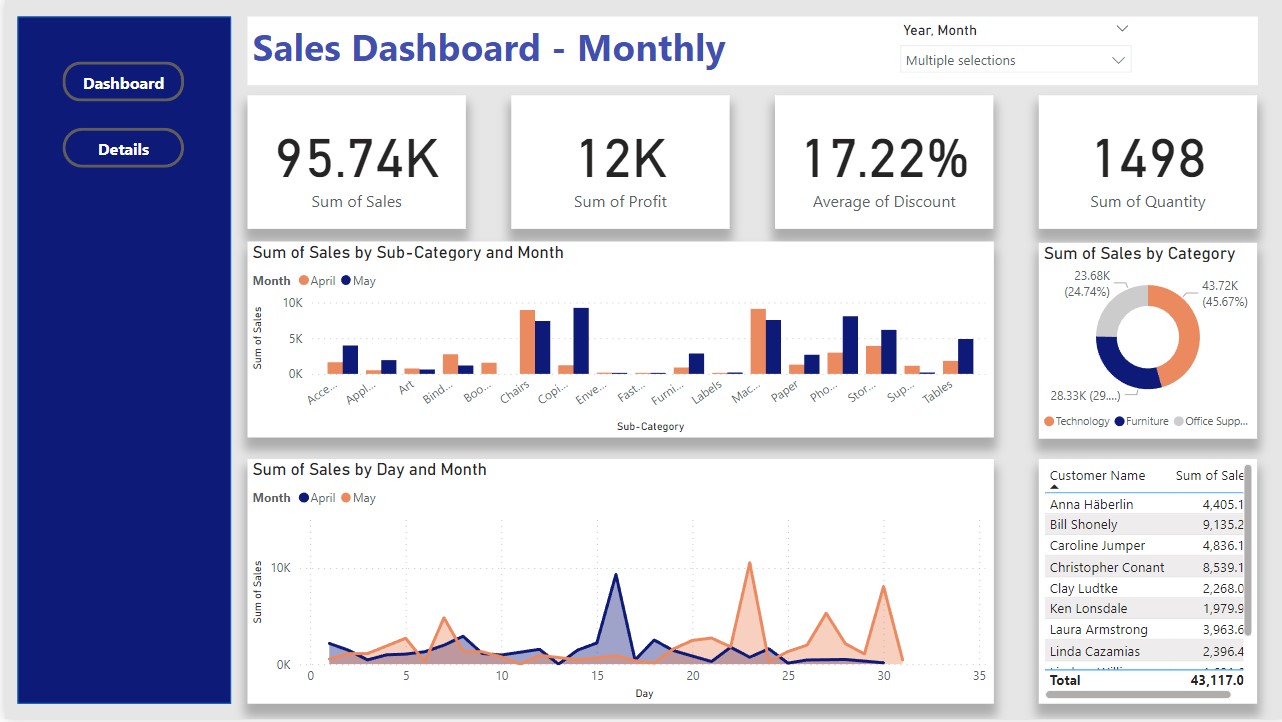 Dashboard
Details
Sales Dashboard - Monthly
Year, Month
Multiple selections
95.74K
Sum of Sales
12K
Sum of Profit
17.22%
Average of Discount
1498
Sum of Quantity
Sum of Sales by Sub-Category and Month
Month April May
Sum of Sales
10K
5K
0K
Acce...
Appl...
Art
Bind...
Boo...
Chairs
Copi...
Enve...
Fast...
Furni...
Labels
Mac...
Paper
Pho...
Stor...
Sup...
Tables
Sub-Category
Sum of Sales by Category
23.68K
(24.74%)
43.72K
(45.67%)
28.33K (29....)
Technology Furniture Office Supp...
Sum of Sales by Day and Month
Month April May
Sum of Sales
10K
0K
0 5 10 15 20 25 30 35
Day
Customer Name Sum of Sale
Anna Häberlin 4,405.1
Bill Shonely 9,135.2
Caroline Jumper 4,836.1
Christopher Conant 8,539.1
Clay Ludtke 2,268.0
Ken Lonsdale 1,979.9
Laura Armstrong 3,963.6
Linda Cazamias 2,396.4
Total 43,117.0